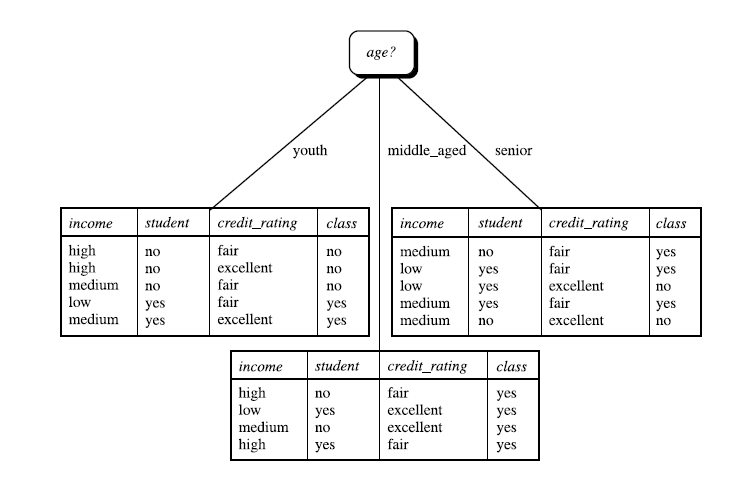 age?
youth
middle_aged
senior
income student credit_rating class
high no fair no
high no excellent no
medium no fair no
low yes fair yes
medium yes excellent yes
income student credit_rating class
medium no fair yes
low yes fair yes
low yes excellent no
medium yes fair yes
medium no excellent no
income student credit_rating class
high no fair yes
low yes excellent yes
medium no excellent yes
high yes fair yes